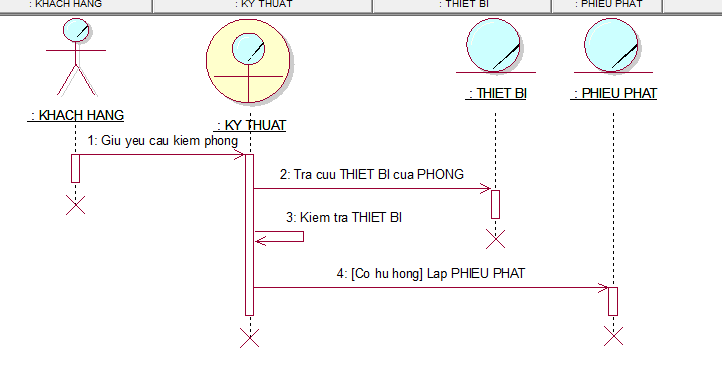 : KHACH HANG
: KY THUAT
: THIET BI
: PHIEU PHAT
: KHACH HANG
: KY THUAT
: THIET BI
: PHIEU PHAT
1: Giu yeu cau kiem phong
2: Tra cuu THIET BI cua PHONG
3: Kiem tra THIET BI
4: [Co hu hong] Lap PHIEU PHAT